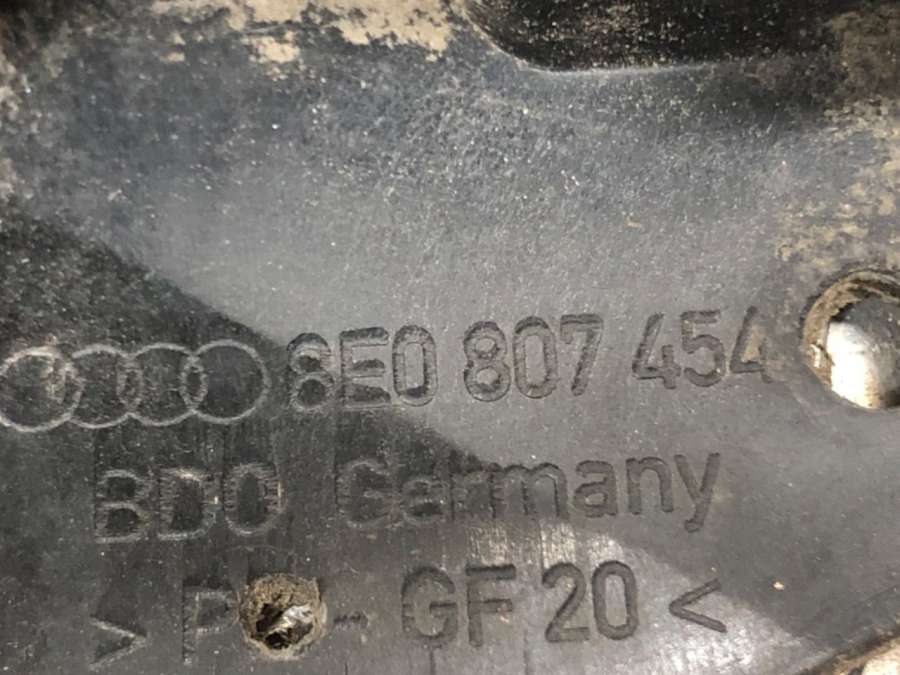 8E0 807 454
BDO Germany
> P - GF 20 <